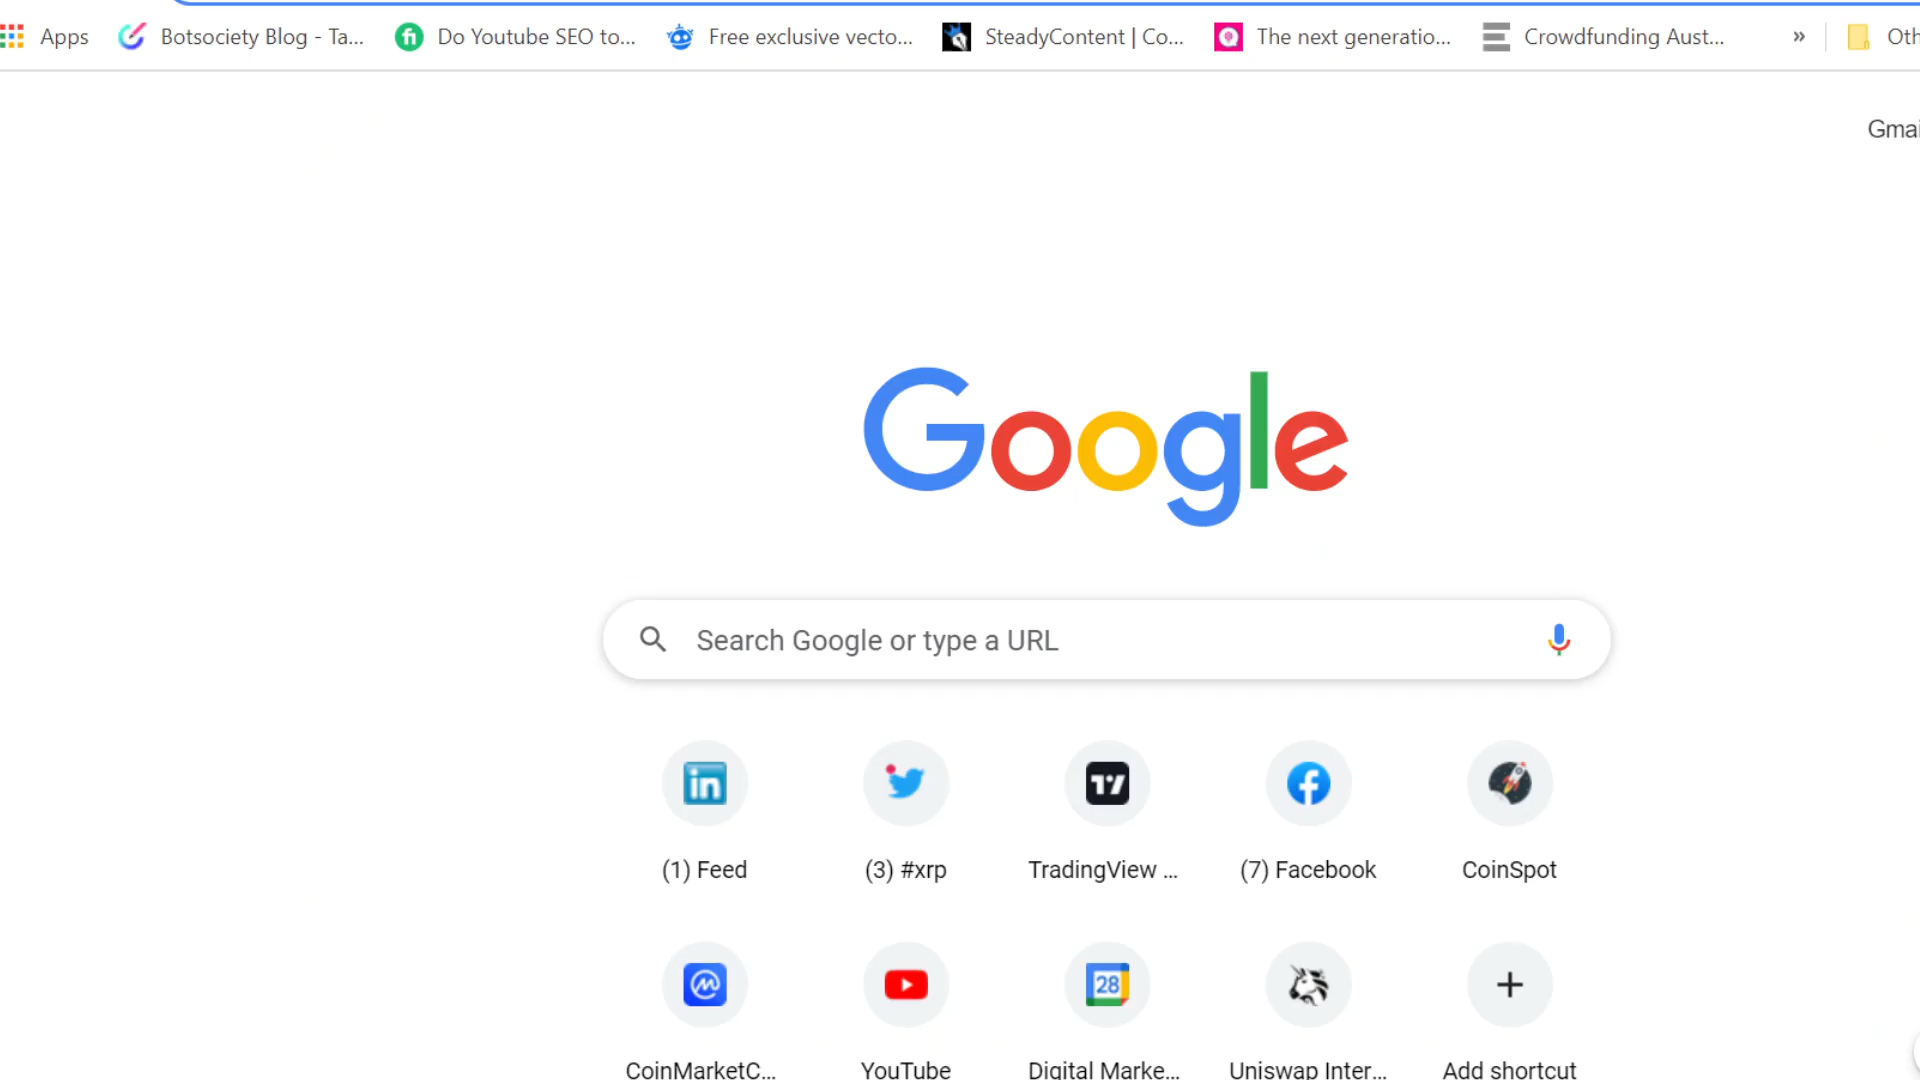 Apps Botsociety Blog - Ta... Do Youtube SEO to... Free exclusive vecto... SteadyContent | Co... The next generatio... Crowdfunding Aust... » Oth
Gmai
Google
Search Google or type a URL
(1) Feed (3) #xrp TradingView ... (7) Facebook CoinSpot
28
CoinMarketC... YouTube Digital Marke... Uniswap Inter... Add shortcut